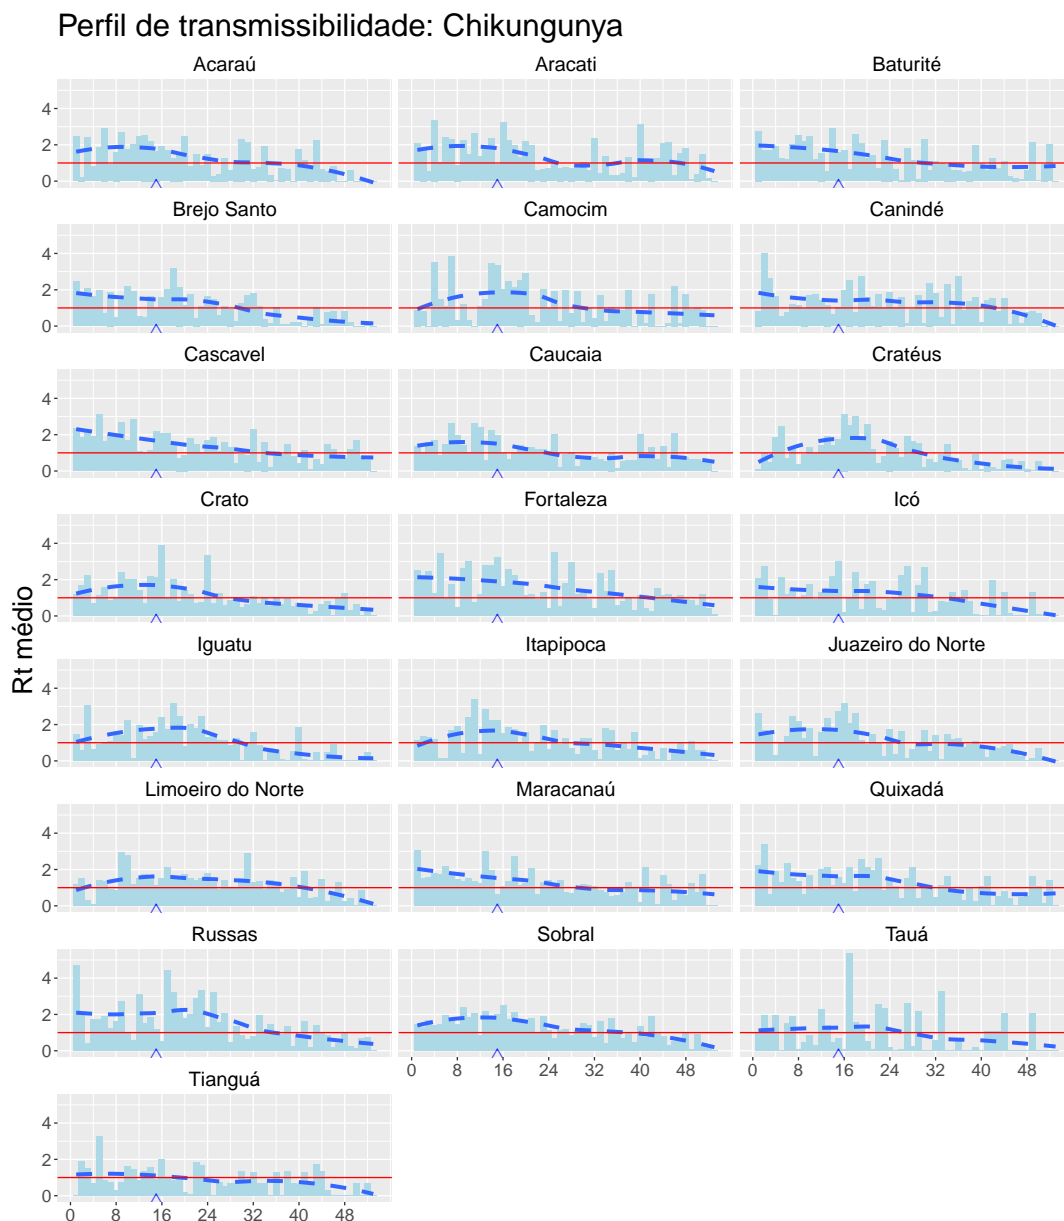 Perfil de transmissibilidade: Chikungunya
Acaraú Aracati Baturité
4
2
0
Brejo Santo Camocim Canindé
4
2
0
Cascavel Caucaia Cratéus
4
2
0
Crato Fortaleza Icó
4
2
0
Rt médio
Iguatu Itapipoca Juazeiro do Norte
4
2
0
Limoeiro do Norte Maracanaú Quixadá
4
2
0
Russas Sobral Tauá
4
2
0
0 8 16 24 32 40 48 0 8 16 24 32 40 48
Tianguá
4
2
0
0 8 16 24 32 40 48